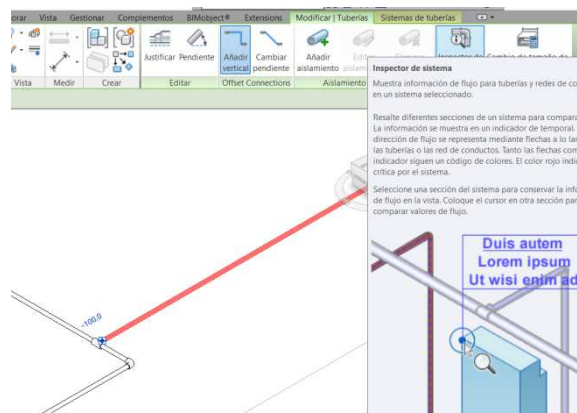 orar Vista Gestionar Complementos BIMobject® Extensions Modificar | Tuberías Sistemas de tuberías
Justificar Pendiente Añadir vertical Cambiar pendiente Añadir aislamiento
Vista Medir Crear Editar Offset Connections Aislamiento
Inspector de sistema
Muestra información de flujo para tuberías y redes de co
en un sistema seleccionado.
Resalte diferentes secciones de un sistema para compara
La información se muestra en un indicador de temporal.
dirección de flujo se representa mediante flechas a lo lar
las tuberías o las red de conductos. Tanto las flechas com
indicador siguen un código de colores. El color rojo indic
crítica por el sistema.
Seleccione una sección del sistema para conservar la info
de flujo en la vista. Coloque el cursor en otra sección par
comparar valores de flujo.
Duis autem
Lorem ipsum
Ut wisi enim ad
-100.0